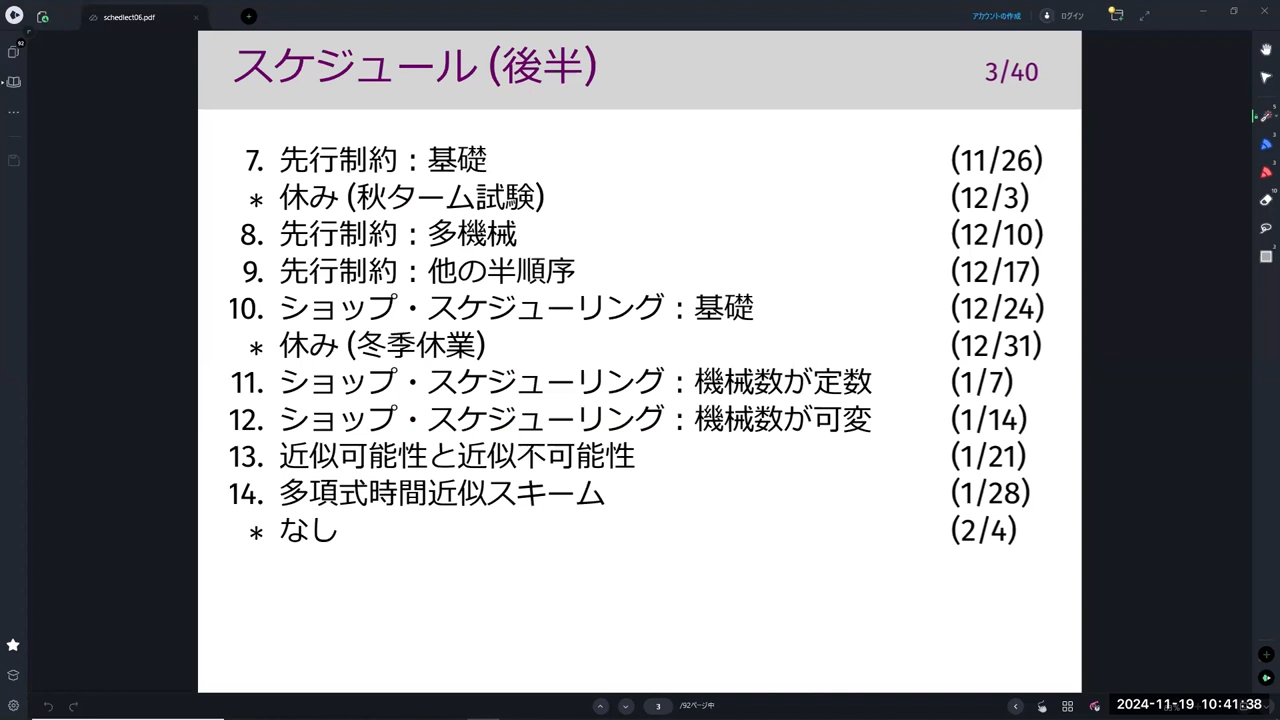 schedlect06.pdf
アカウントの作成
ログイン
92
スケジュール (後半)
3/40
7. 先行制約：基礎 (11/26)
* 休み (秋ターム試験) (12/3)
8. 先行制約：多機械 (12/10)
9. 先行制約：他の半順序 (12/17)
10. ショップ・スケジューリング：基礎 (12/24)
* 休み (冬季休業) (12/31)
11. ショップ・スケジューリング：機械数が定数 (1/7)
12. ショップ・スケジューリング：機械数が可変 (1/14)
13. 近似可能性と近似不可能性 (1/21)
14. 多項式時間近似スキーム (1/28)
* なし (2/4)
3 /92ページ中
2024-11-19 10:41:38